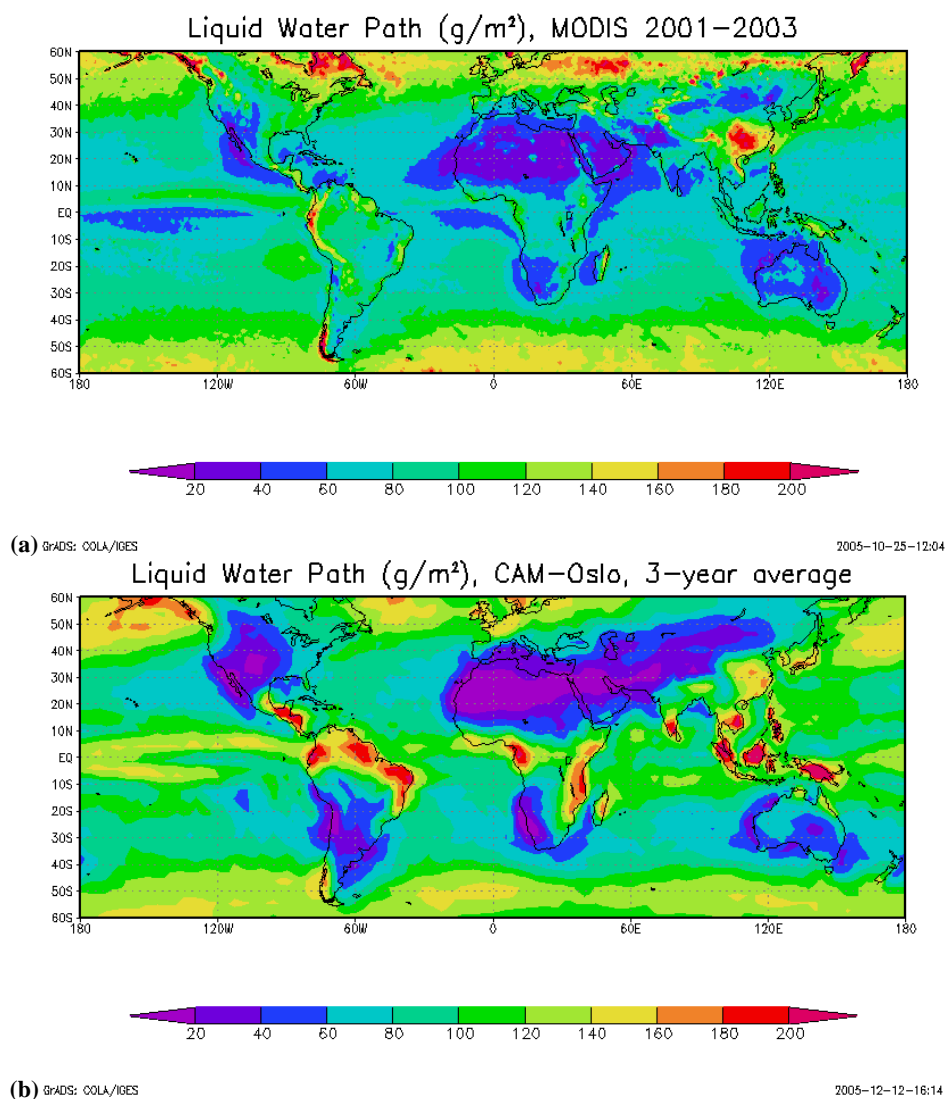 Liquid Water Path (g/m²), MODIS 2001–2003
60N
50N
40N
30N
20N
10N
EQ
10S
20S
30S
40S
50S
60S
180 120W 60W 0 60E 120E 180
20 40 60 80 100 120 140 160 180 200
(a) GrADS: COLA/IGES 2005–10–25–12:04
Liquid Water Path (g/m²), CAM–Oslo, 3–year average
60N
50N
40N
30N
20N
10N
EQ
10S
20S
30S
40S
50S
60S
180 120W 60W 0 60E 120E 180
20 40 60 80 100 120 140 160 180 200
(b) GrADS: COLA/IGES 2005–12–12–16:14